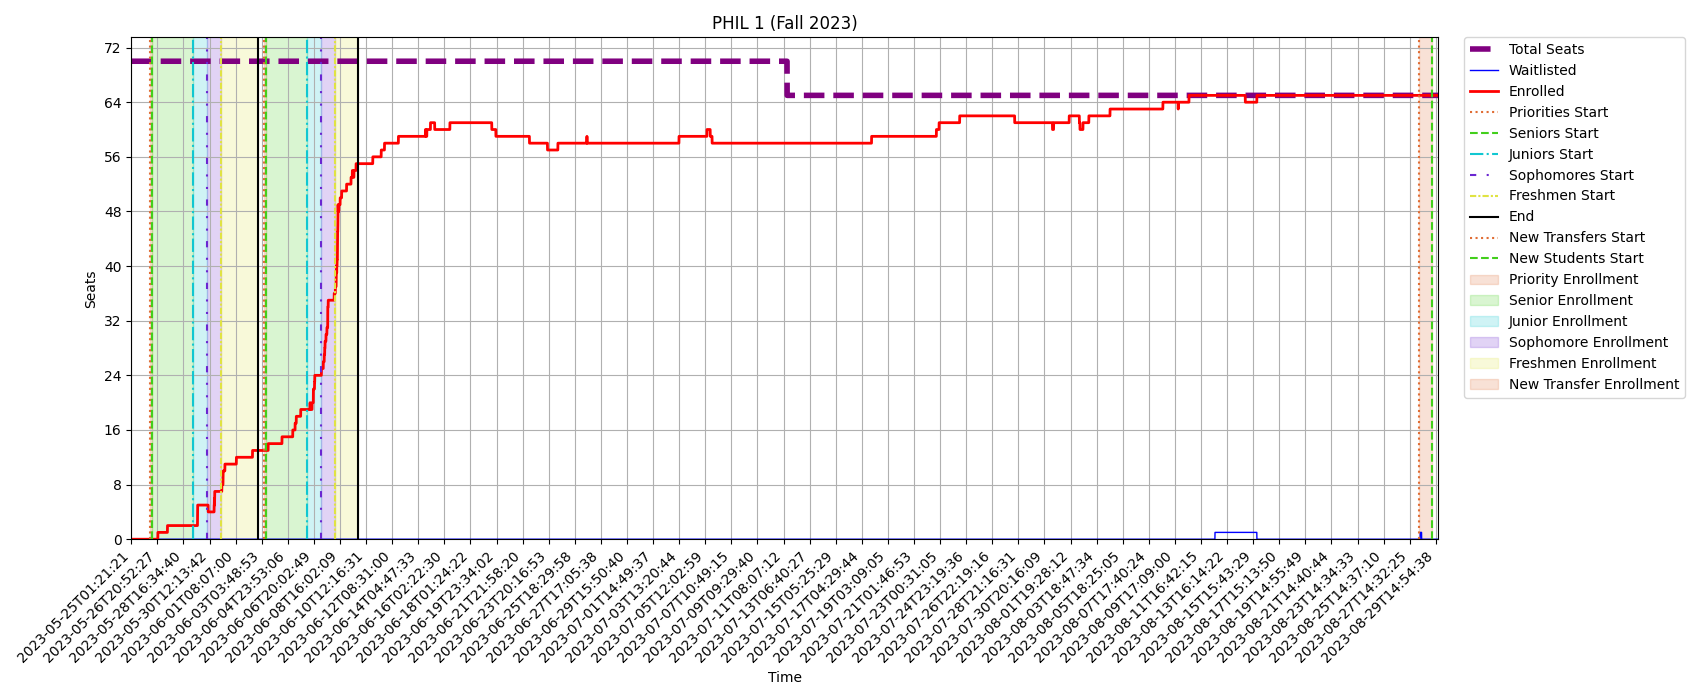 PHIL 1 (Fall 2023)
72
64
56
48
40
32
24
16
8
0
Seats
2023-05-25T01:21:21
2023-05-26T20:52:27
2023-05-28T16:34:40
2023-05-30T12:13:42
2023-06-01T08:07:00
2023-06-03T03:48:53
2023-06-04T23:53:06
2023-06-06T20:02:49
2023-06-08T16:02:09
2023-06-10T12:16:31
2023-06-12T08:31:00
2023-06-14T04:47:33
2023-06-16T02:22:30
2023-06-18T01:24:22
2023-06-19T23:34:02
2023-06-21T21:58:20
2023-06-23T20:16:53
2023-06-25T18:29:58
2023-06-27T17:05:38
2023-06-29T15:50:40
2023-07-01T14:49:37
2023-07-03T13:20:44
2023-07-05T12:02:59
2023-07-07T10:49:15
2023-07-09T09:29:40
2023-07-11T08:07:12
2023-07-13T06:40:27
2023-07-15T05:25:29
2023-07-17T04:29:44
2023-07-19T03:09:05
2023-07-21T01:46:53
2023-07-23T00:31:05
2023-07-24T23:19:36
2023-07-26T22:19:16
2023-07-28T21:16:31
2023-07-30T20:16:09
2023-08-01T19:28:12
2023-08-03T18:47:34
2023-08-05T18:25:05
2023-08-07T17:40:24
2023-08-09T17:09:00
2023-08-11T16:42:15
2023-08-13T16:14:22
2023-08-15T15:43:29
2023-08-17T15:13:50
2023-08-19T14:55:49
2023-08-21T14:40:44
2023-08-23T14:34:33
2023-08-25T14:37:10
2023-08-27T14:32:25
2023-08-29T14:54:38
Time
Total Seats
Waitlisted
Enrolled
Priorities Start
Seniors Start
Juniors Start
Sophomores Start
Freshmen Start
End
New Transfers Start
New Students Start
Priority Enrollment
Senior Enrollment
Junior Enrollment
Sophomore Enrollment
Freshmen Enrollment
New Transfer Enrollment